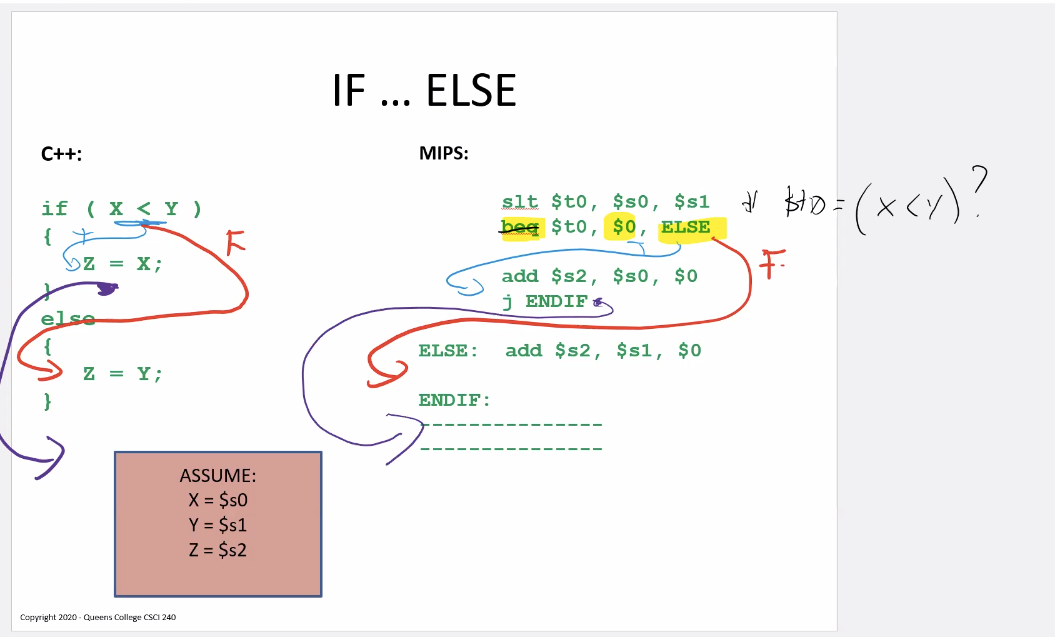 IF … ELSE
C++:
if ( X < Y )
{
Z = X;
}
else
{
Z = Y;
}
F
ASSUME:
X = $s0
Y = $s1
Z = $s2
MIPS:
slt $t0, $s0, $s1
beq $t0, $0, ELSE
add $s2, $s0, $0
j ENDIF
ELSE: add $s2, $s1, $0
ENDIF:
---------------
---------------
$t0 = (X<Y)?
F
Copyright 2020 - Queens College CSCI 240